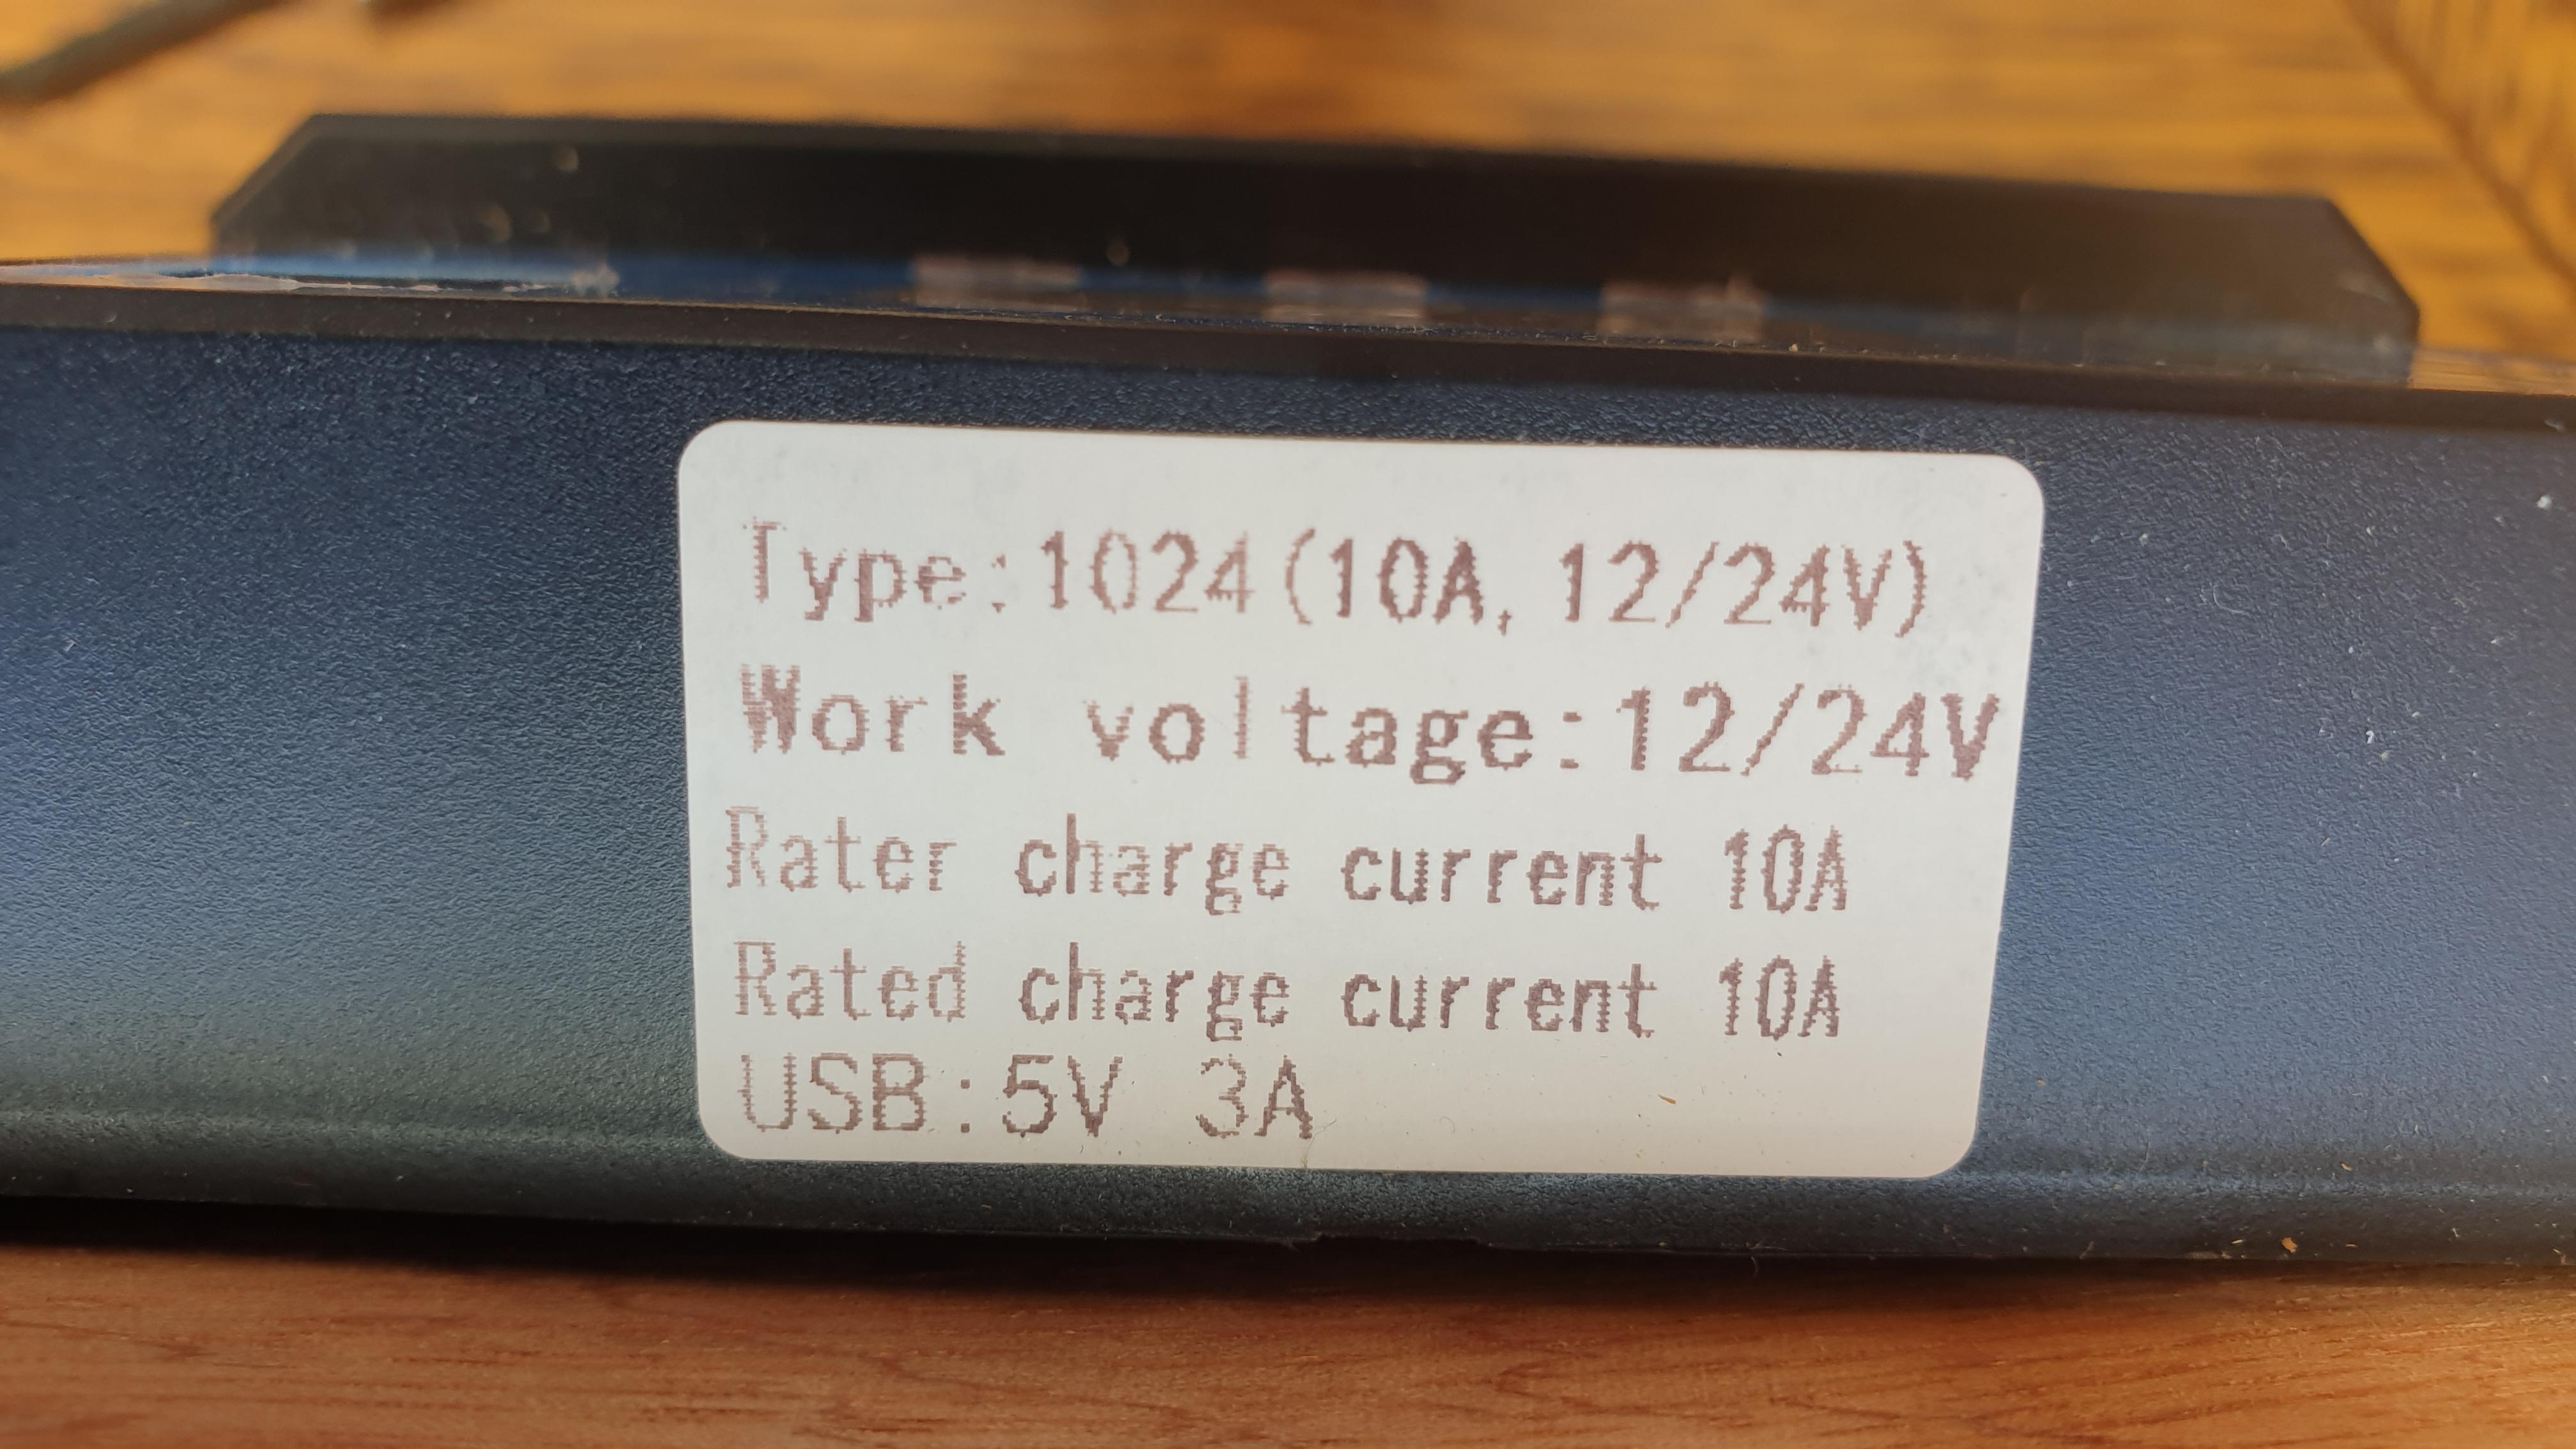 Type:1024(10A, 12/24V)
Work voltage:12/24V
Rater charge current 10A
Rated charge current 10A
USB:5V 3A